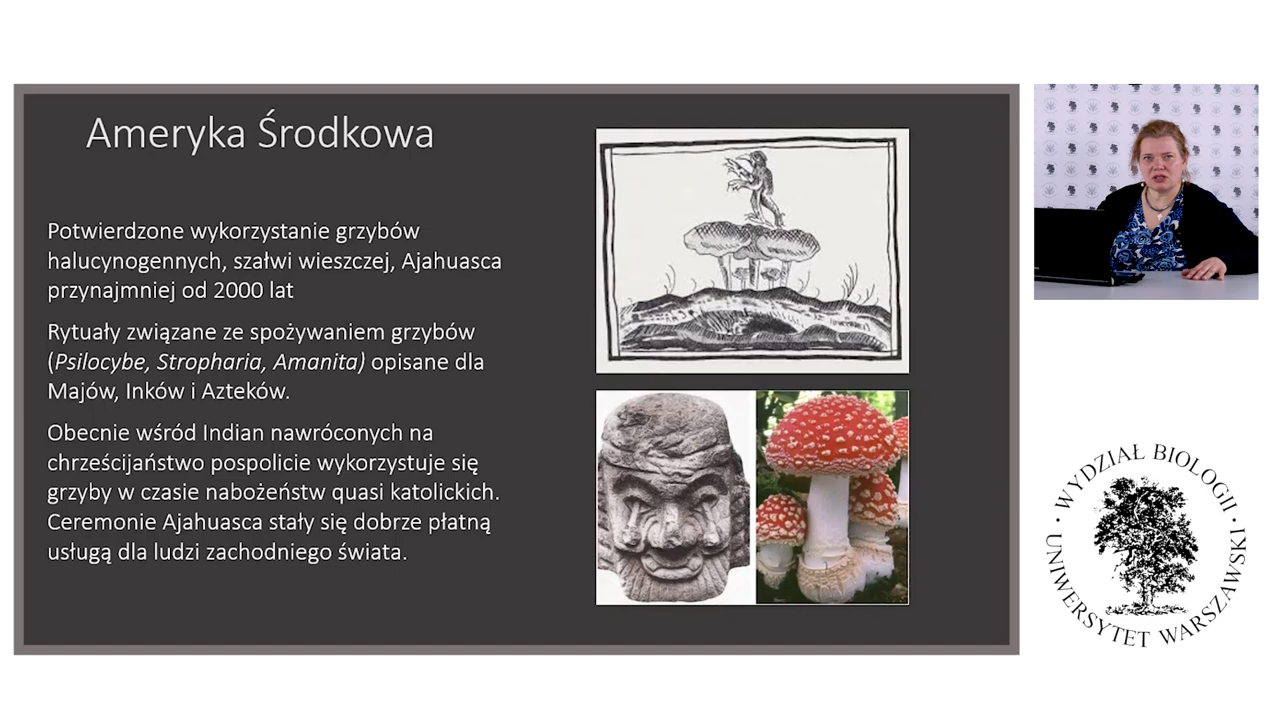 Ameryka Środkowa
Potwierdzone wykorzystanie grzybów
halucynogennych, szałwi wieszczej, Ajahuasca
przynajmniej od 2000 lat
Rytuały związane ze spożywaniem grzybów
(Psilocybe, Stropharia, Amanita) opisane dla
Majów, Inków i Azteków.
Obecnie wśród Indian nawróconych na
chrześcijaństwo pospolicie wykorzystuje się
grzyby w czasie nabożeństw quasi katolickich.
Ceremonie Ajahuasca stały się dobrze płatną
usługą dla ludzi zachodniego świata.
• WYDZIAŁ BIOLOGII •
UNIWERSYTET WARSZAWSKI